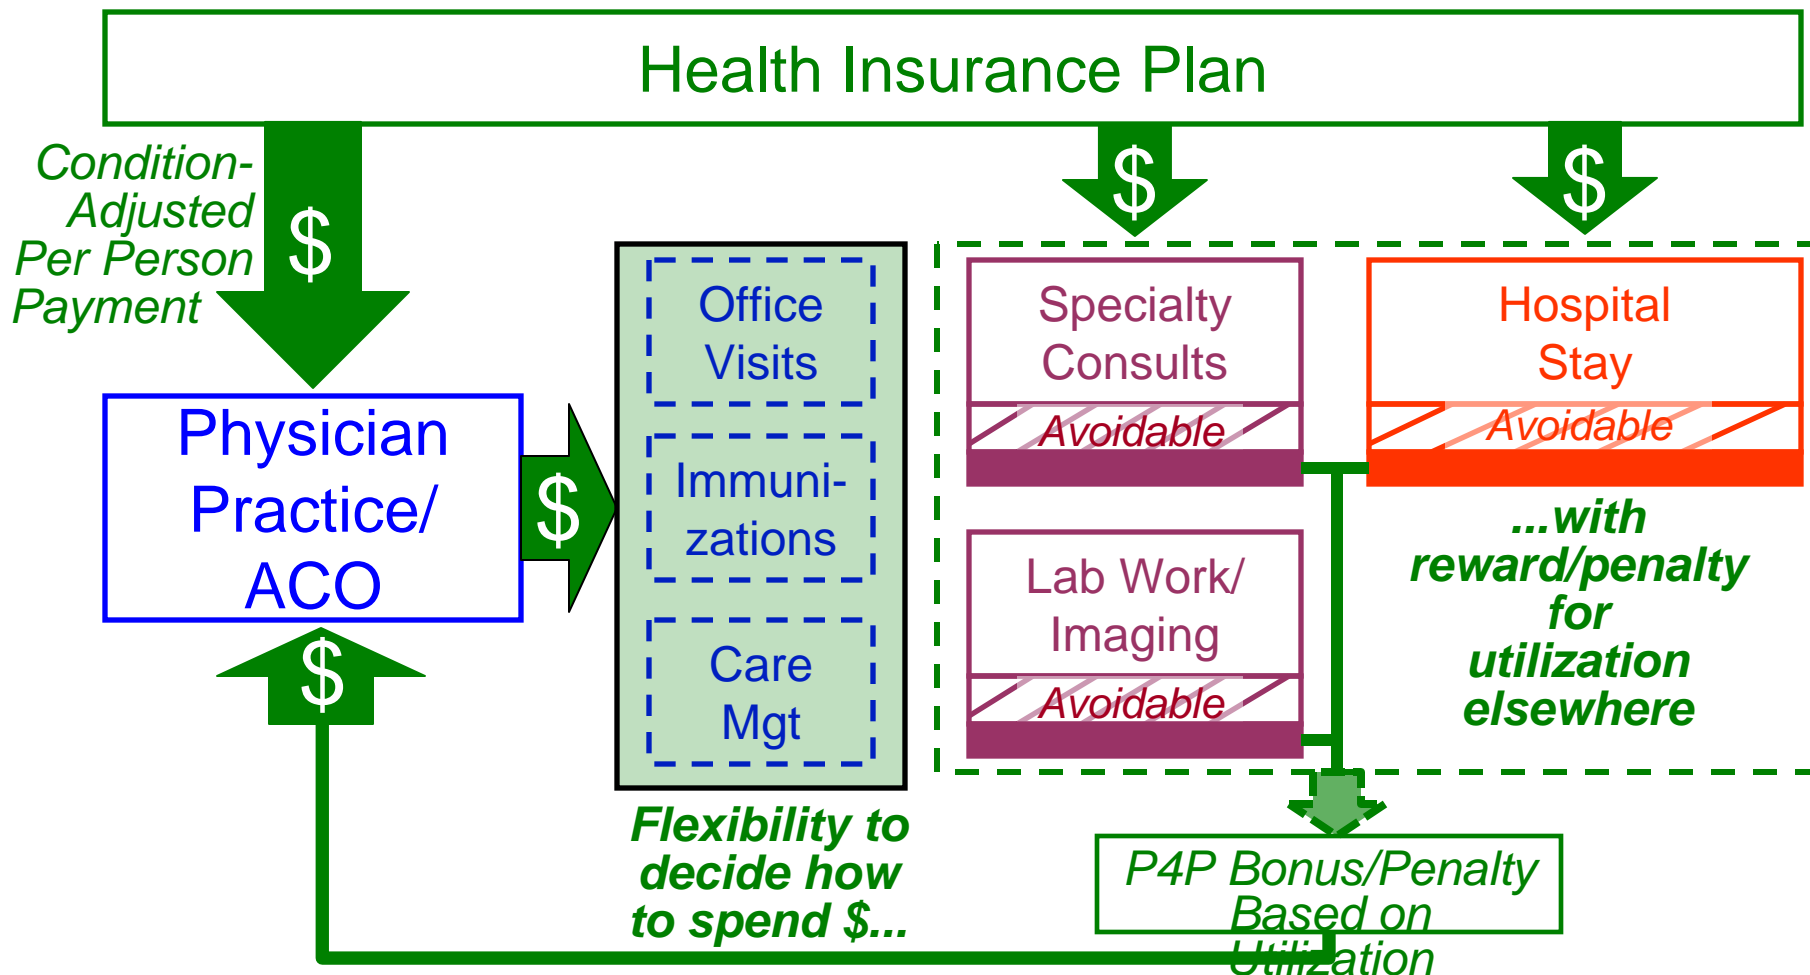 Health Insurance Plan
Condition-
Adjusted
Per Person
Payment
$
$
$
Physician
Practice/
ACO
$
$
Office
Visits
Immuni-
zations
Care
Mgt
Flexibility to
decide how
to spend $...
Specialty
Consults
Avoidable
Lab Work/
Imaging
Avoidable
Hospital
Stay
Avoidable
...with
reward/penalty
for
utilization
elsewhere
P4P Bonus/Penalty
Based on
Utilization